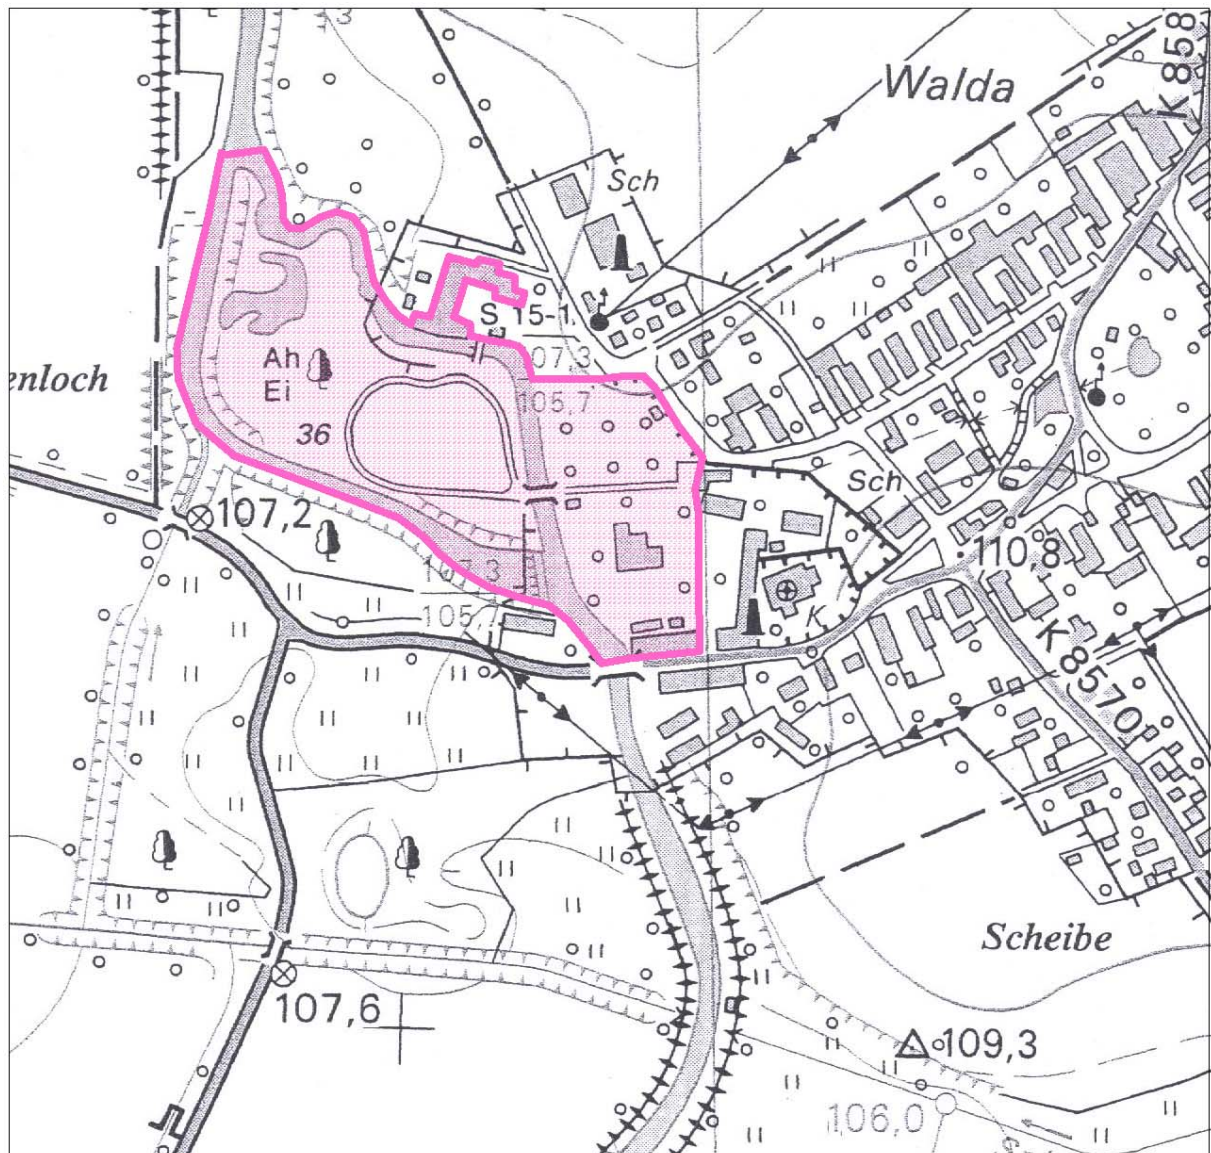 K 858
Walda
Sch
S 15-1.
107,3
Ah
Ei
enloch
105,7
36
Sch
107,2
110,8
107,3
105,7
K
K 8570
Scheibe
107,6
109,3
106,0